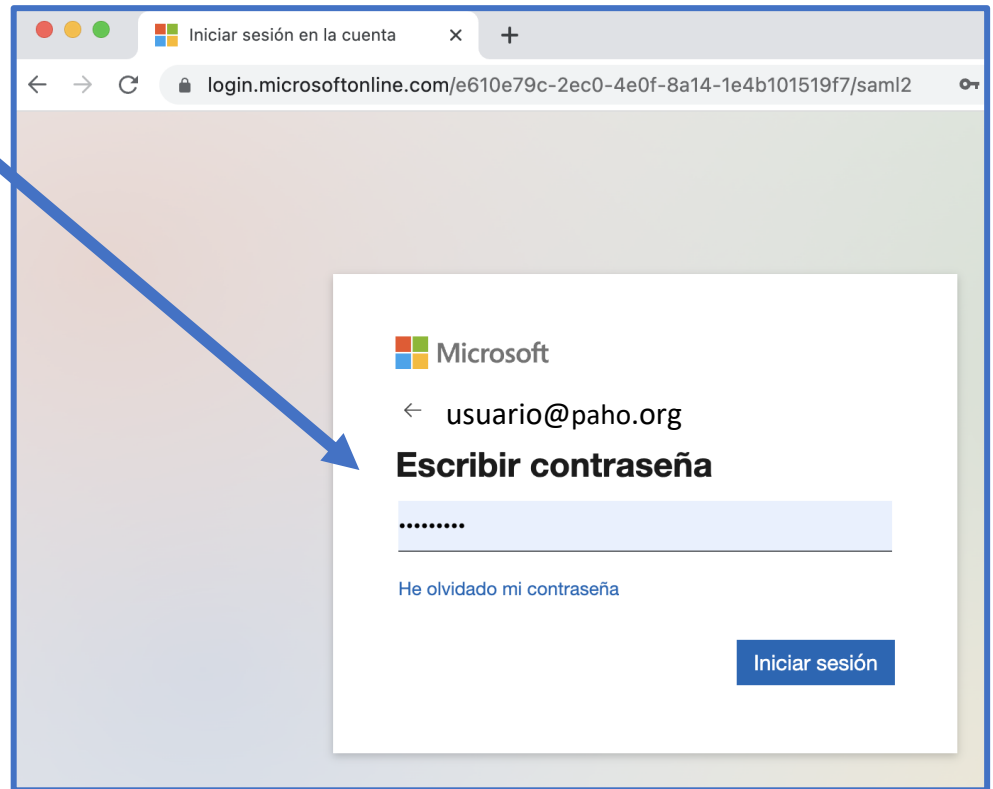 Iniciar sesión en la cuenta
login.microsoftonline.com/e610e79c-2ec0-4e0f-8a14-1e4b101519f7/saml2
Microsoft
usuario@paho.org
Escribir contraseña
•••••••••
He olvidado mi contraseña
Iniciar sesión